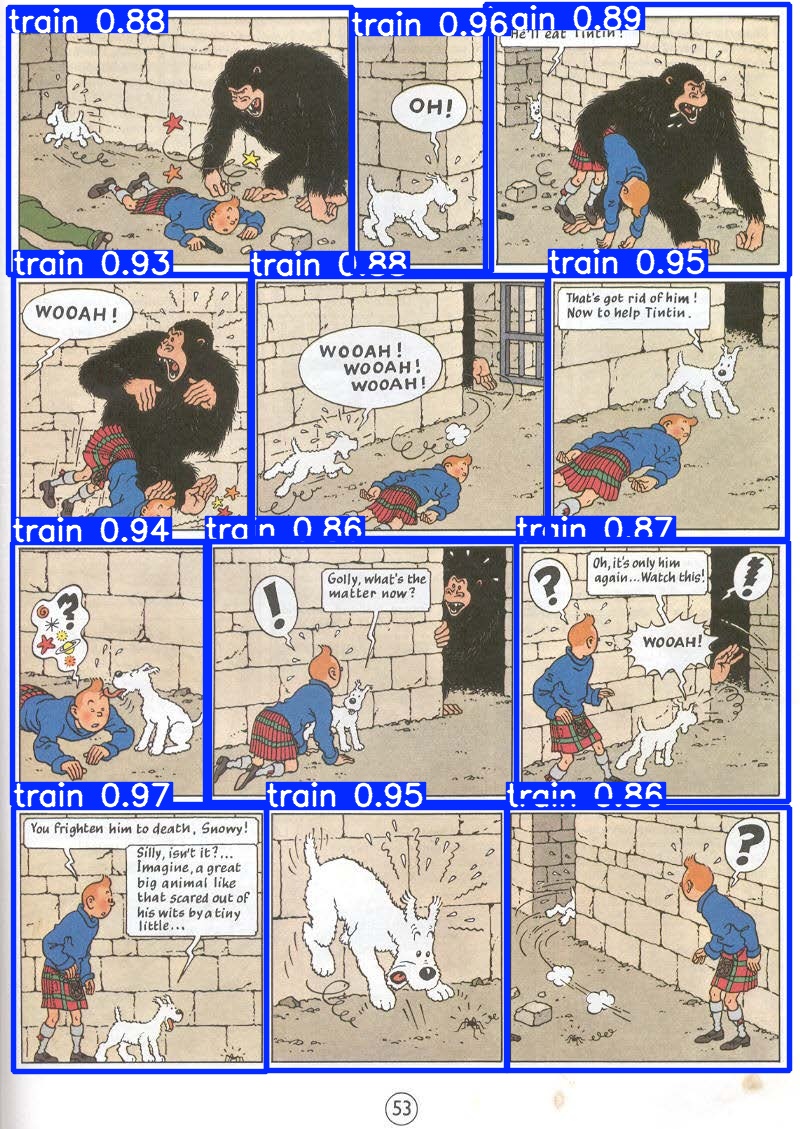 train 0.88
train 0.96
ain 0.89
OH!
He'll eat Tintin!
train 0.93
0.88
train 0.95
WOOAH!
WOOAH!
WOOAH!
WOOAH!
That's got rid of him!
Now to help Tintin.
train 0.94
train 0.86
train 0.87
?
!
Golly, what's the
matter now?
?
Oh, it's only him
again...Watch this!
!
WOOAH!
train 0.97
train 0.95
train 0.86
You frighten him to death, Snowy!
Silly, isn't it?...
Imagine, a great
big animal like
that scared out of
his wits by a tiny
little...
?
53